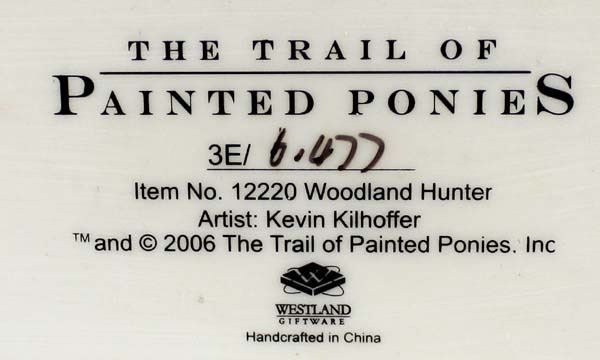 THE TRAIL OF
PAINTED PONIES
3E/ 6.477
Item No. 12220 Woodland Hunter
Artist: Kevin Kilhoffer
™ and © 2006 The Trail of Painted Ponies. Inc
W
WESTLAND
GIFTWARE
Handcrafted in China